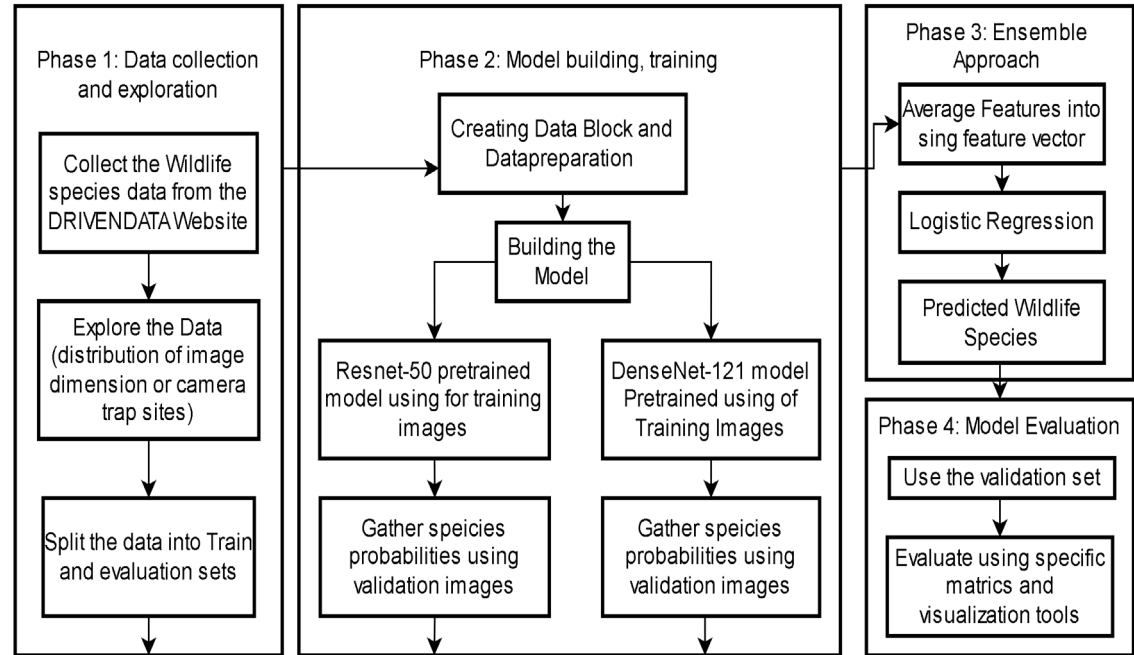 Phase 1: Data collection
and exploration
Collect the Wildlife
species data from the
DRIVENDATA Website
Explore the Data
(distribution of image
dimension or camera
trap sites)
Split the data into Train
and evaluation sets
Phase 2: Model building, training
Creating Data Block and
Datapreparation
Building the
Model
Resnet-50 pretrained
model using for training
images
DenseNet-121 model
Pretrained using of
Training Images
Gather speicies
probabilities using
validation images
Gather speicies
probabilities using
validation images
Phase 3: Ensemble
Approach
Average Features into
sing feature vector
Logistic Regression
Predicted Wildlife
Species
Phase 4: Model Evaluation
Use the validation set
Evaluate using specific
matrics and
visualization tools